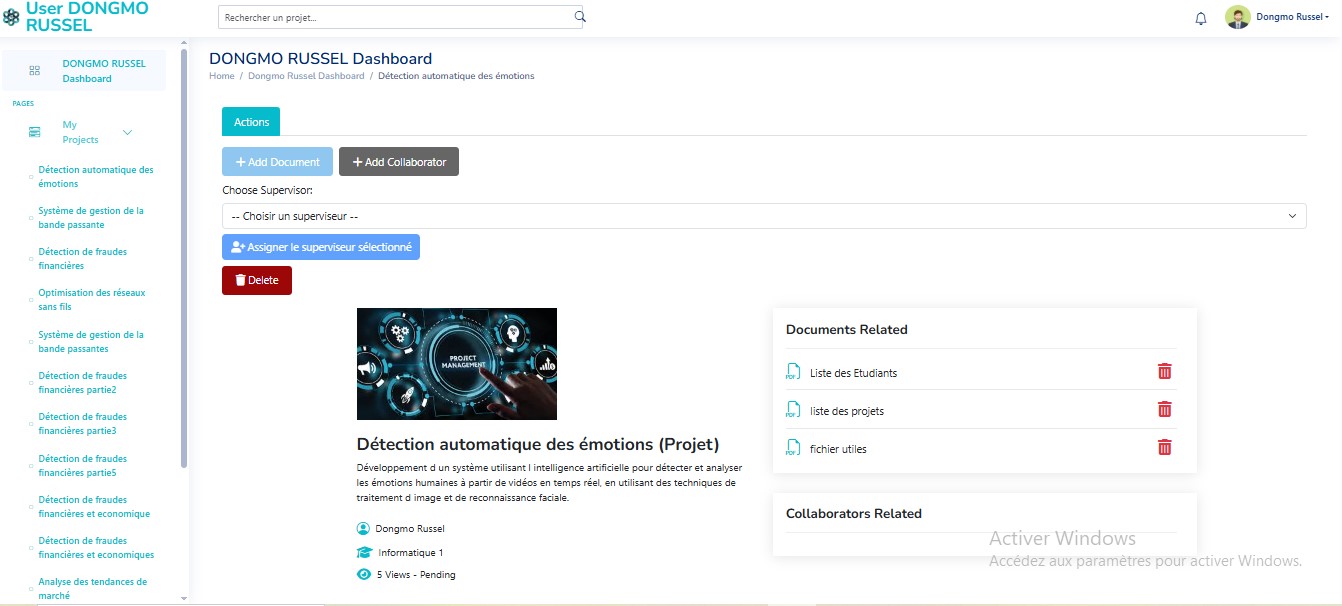 User DONGMO
RUSSEL
Rechercher un projet...
Dongmo Russel
DONGMO RUSSEL
Dashboard
PAGES
My
Projects
Détection automatique des
émotions
Système de gestion de la
bande passante
Détection de fraudes
financières
Optimisation des réseaux
sans fils
Système de gestion de la
bande passantes
Détection de fraudes
financières partie2
Détection de fraudes
financières partie3
Détection de fraudes
financières partie5
Détection de fraudes
financières et economique
Détection de fraudes
financières et economiques
Analyse des tendances de
marché
DONGMO RUSSEL Dashboard
Home / Dongmo Russel Dashboard / Détection automatique des émotions
Actions
+ Add Document
+ Add Collaborator
Choose Supervisor:
-- Choisir un superviseur --
Assigner le superviseur sélectionné
Delete
PROJECT
MANAGEMENT
Détection automatique des émotions (Projet)
Développement d un système utilisant l intelligence artificielle pour détecter et analyser
les émotions humaines à partir de vidéos en temps réel, en utilisant des techniques de
traitement d image et de reconnaissance faciale.
Dongmo Russel
Informatique 1
5 Views - Pending
Documents Related
PDF Liste des Etudiants
PDF liste des projets
PDF fichier utiles
Collaborators Related
Activer Windows
Accédez aux paramètres pour activer Windows.